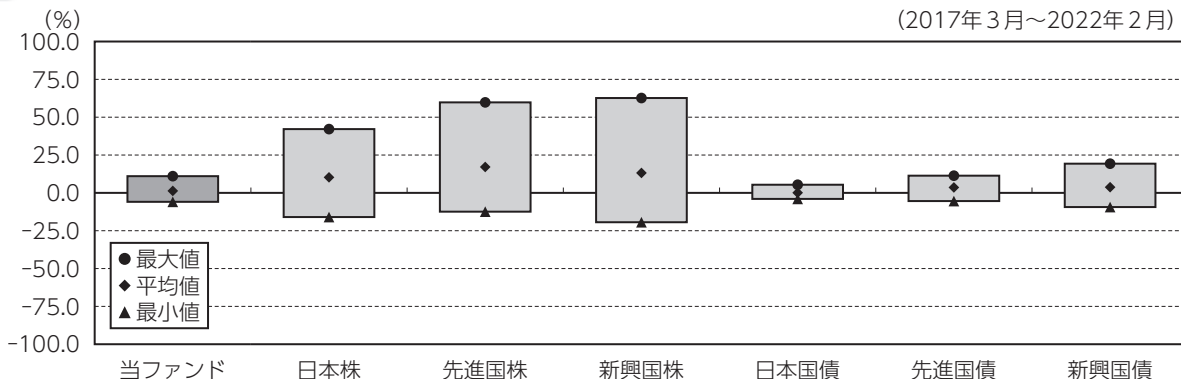 (%)
(2017年3月～2022年2月)
100.0
75.0
50.0
25.0
0.0
-25.0
-50.0
-75.0
-100.0
●最大値
◆平均値
▲最小値
当ファンド 日本株 先進国株 新興国株 日本国債 先進国債 新興国債